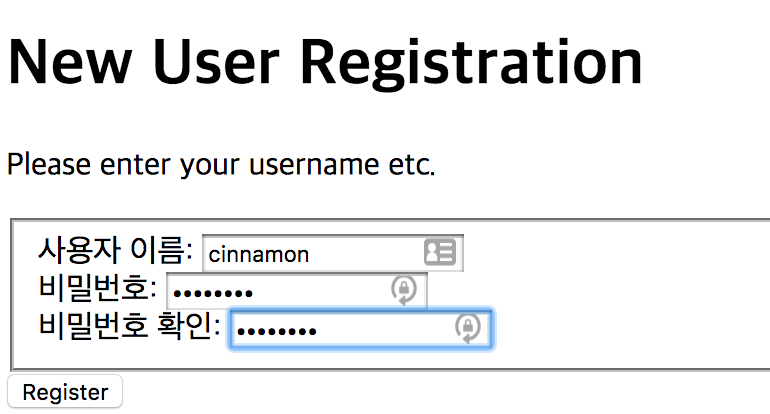 New User Registration
Please enter your username etc.
사용자 이름: cinnamon
비밀번호: ••••••••
비밀번호 확인: ••••••••
Register